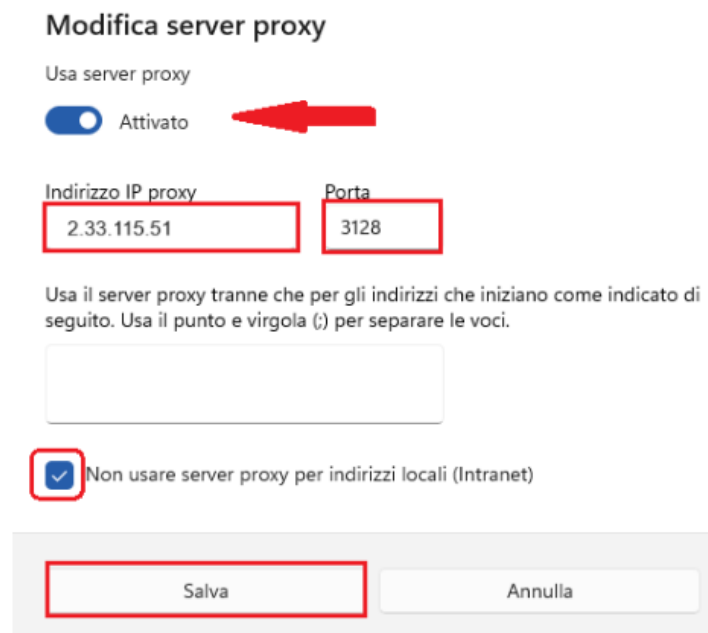 Modifica server proxy
Usa server proxy
Attivato
Indirizzo IP proxy Porta
2.33.115.51 3128
Usa il server proxy tranne che per gli indirizzi che iniziano come indicato di
seguito. Usa il punto e virgola (;) per separare le voci.
Non usare server proxy per indirizzi locali (Intranet)
Salva Annulla